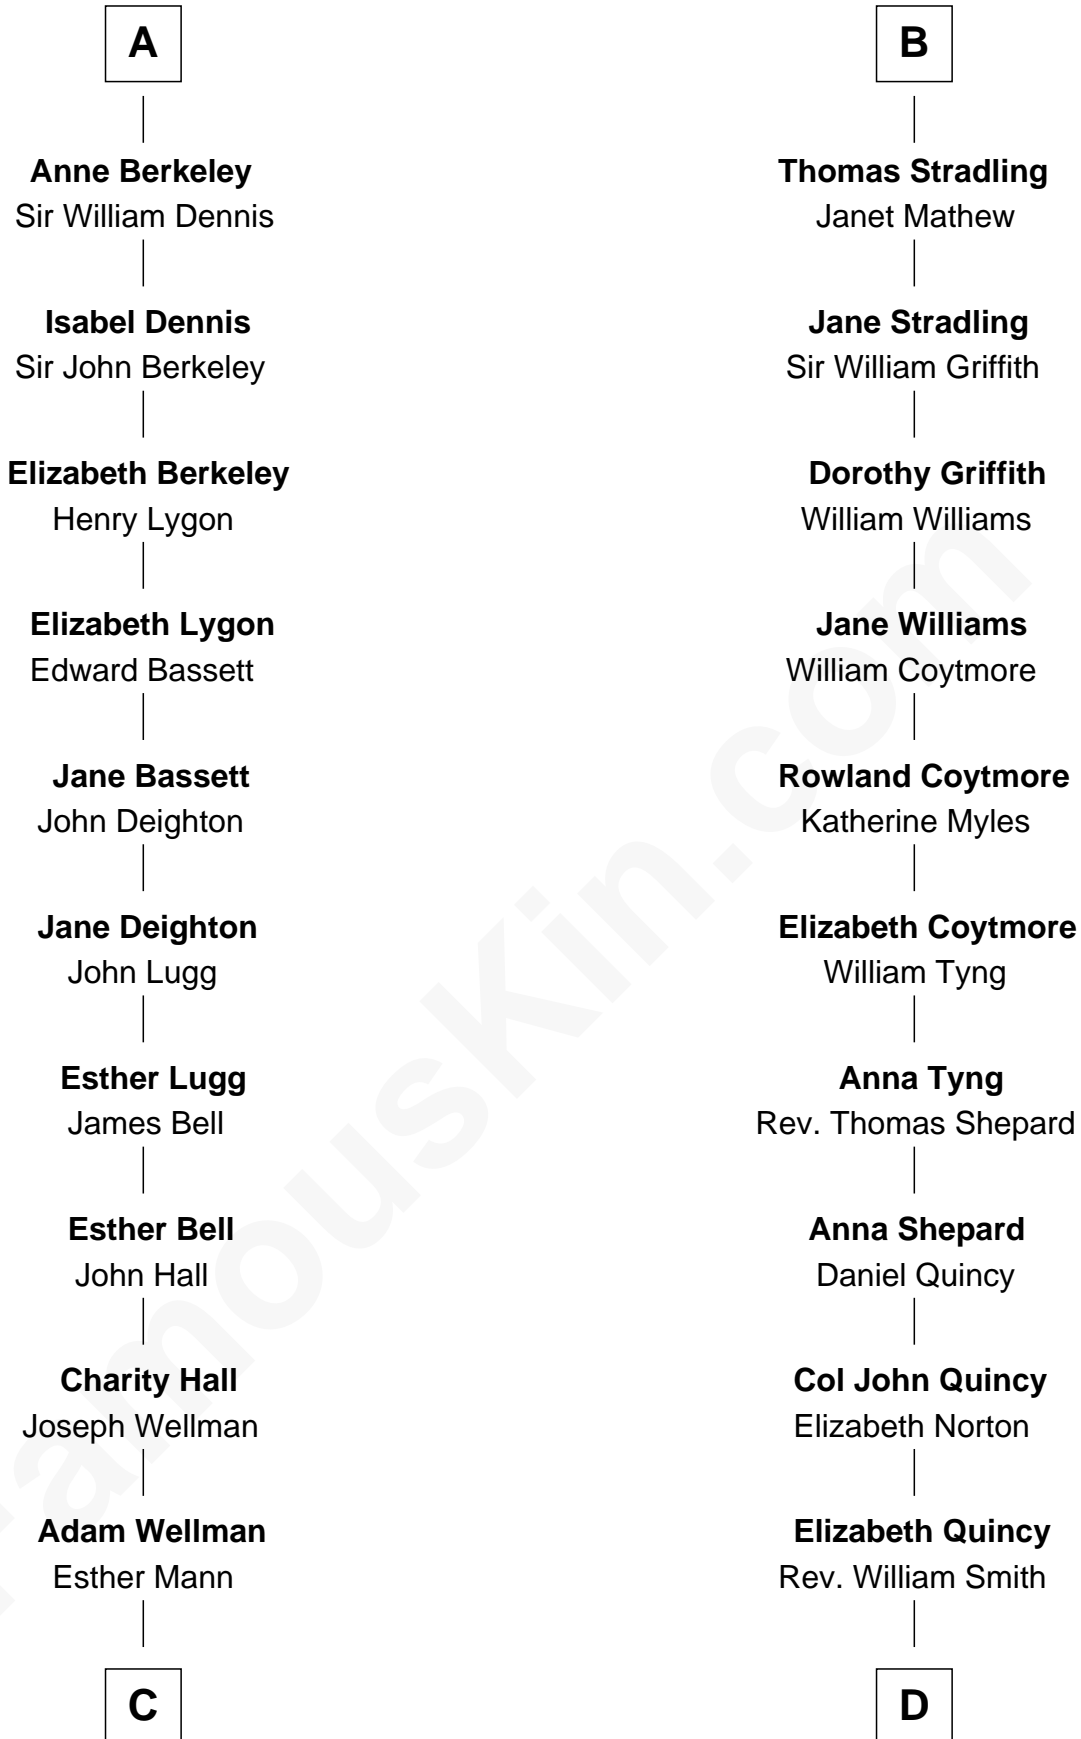 A
Anne Berkeley
Sir William Dennis
Isabel Dennis
Sir John Berkeley
Elizabeth Berkeley
Henry Lygon
Elizabeth Lygon
Edward Bassett
Jane Bassett
John Deighton
Jane Deighton
John Lugg
Esther Lugg
James Bell
Esther Bell
John Hall
Charity Hall
Joseph Wellman
Adam Wellman
Esther Mann
C
B
Thomas Stradling
Janet Mathew
Jane Stradling
Sir William Griffith
Dorothy Griffith
William Williams
Jane Williams
William Coytmore
Rowland Coytmore
Katherine Myles
Elizabeth Coytmore
William Tyng
Anna Tyng
Rev. Thomas Shepard
Anna Shepard
Daniel Quincy
Col John Quincy
Elizabeth Norton
Elizabeth Quincy
Rev. William Smith
D
FamousKin.com